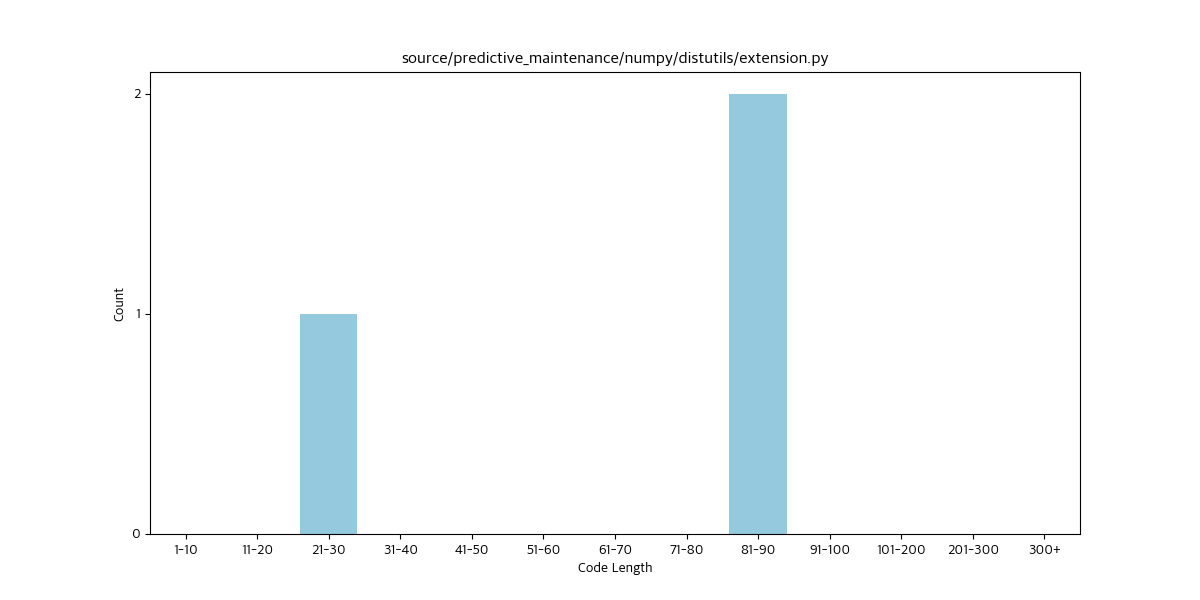 source/predictive_maintenance/numpy/distutils/extension.py
2
1
0
Count
1-10 11-20 21-30 31-40 41-50 51-60 61-70 71-80 81-90 91-100 101-200 201-300 300+
Code Length